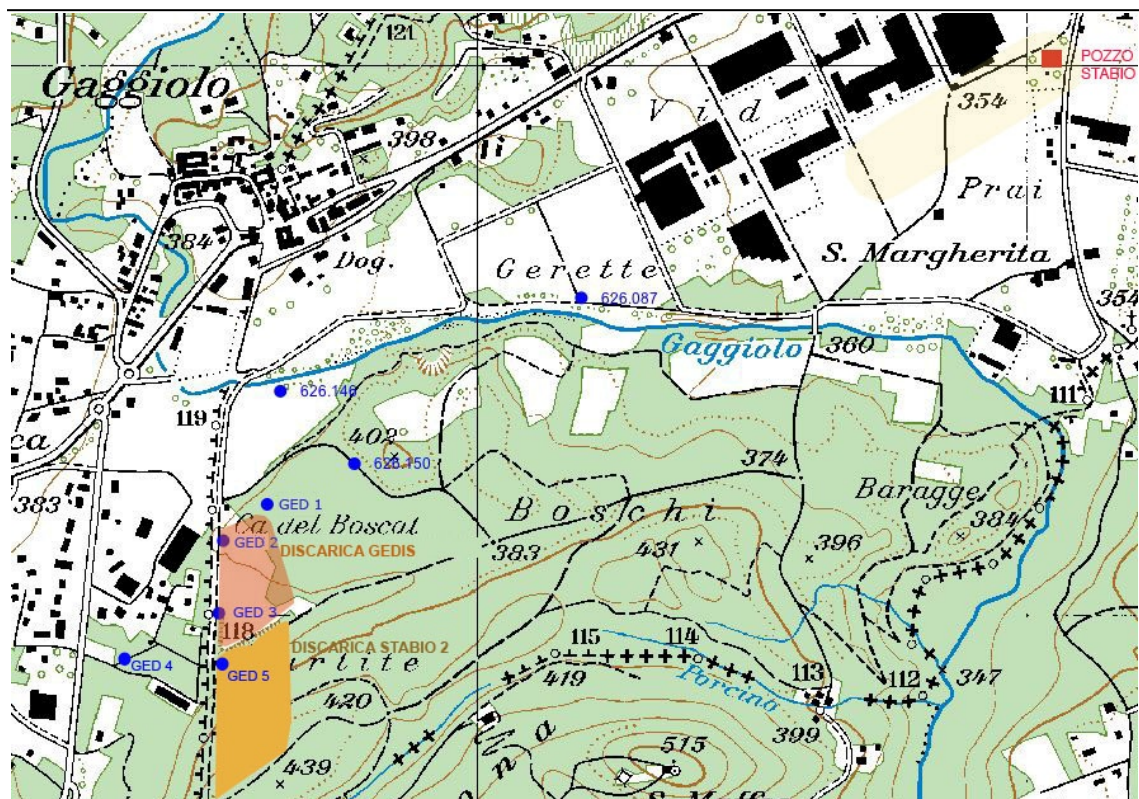 121
Gaggiolo
POZZO
STABIO
398
Vid
354
Prai
384
Dog.
Gerette
S. Margherita
626.087
354
Gaggiolo
360
626.146
119
111
402
626.150
374
383
GED 1
Boschi
Baragge
Ca del Boscat
384
GED 2
DISCARICA GEDIS
383
431
396
GED 3
118
DISCARICA STABIO 2
115
114
GED 4
GED 5
419
Porcino
113
112
347
420
399
515
439